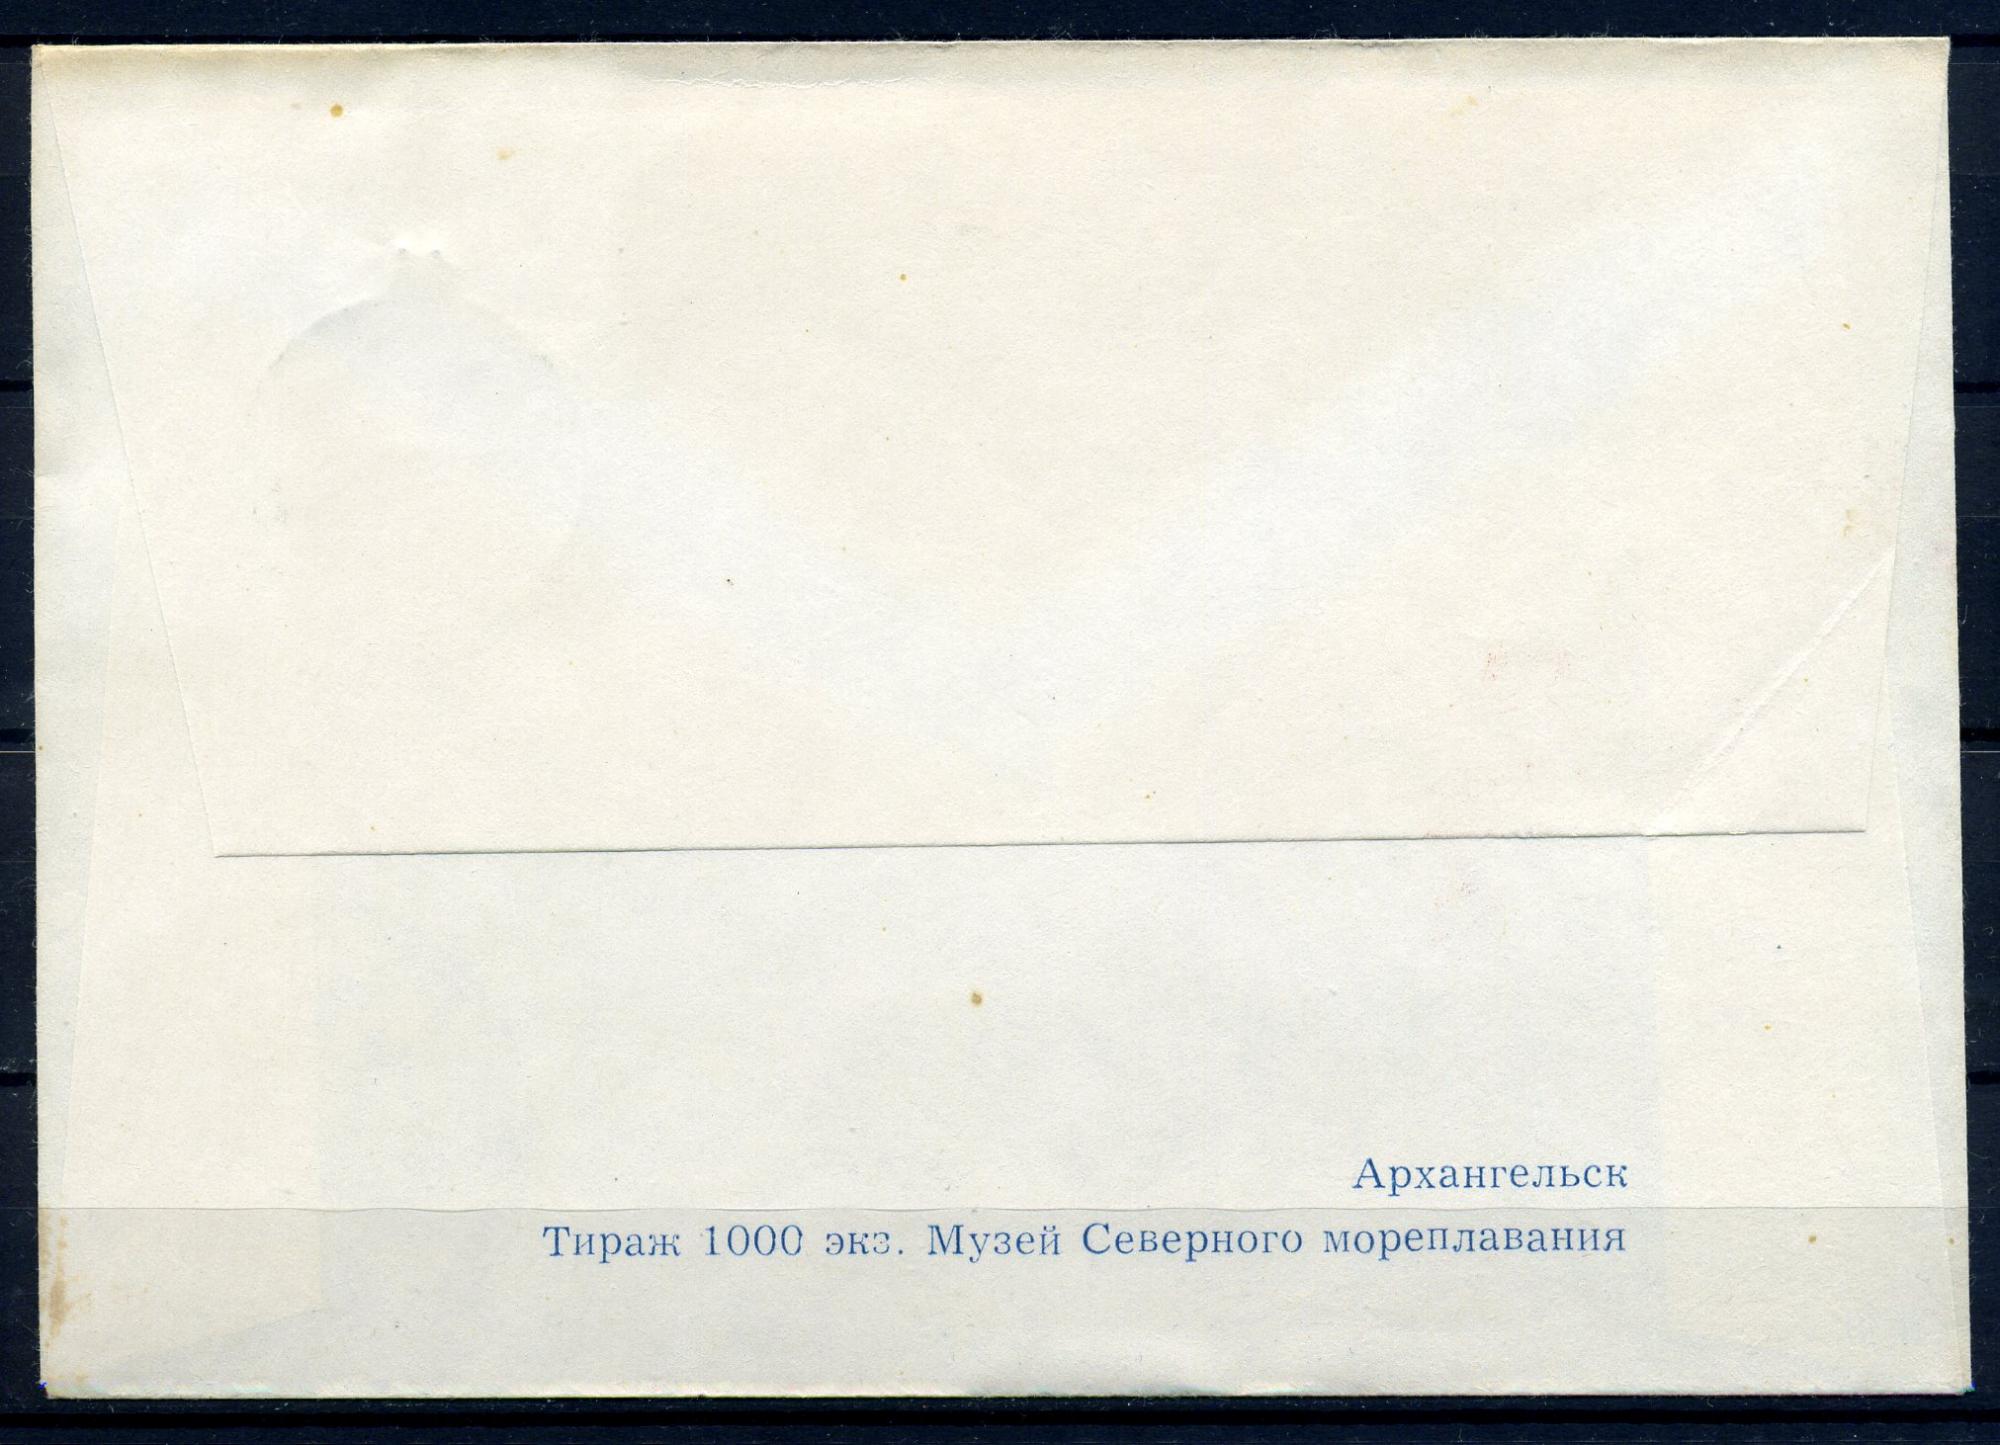 Архангельск
Тираж 1000 экз. Музей Северного мореплавания